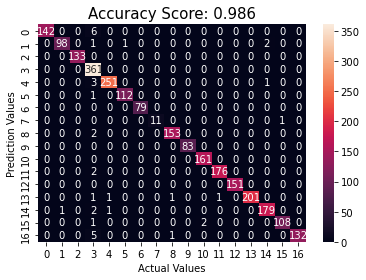 Accuracy Score: 0.986
0 142 0 0 6 0 0 0 0 0 0 0 0 0 0 0 0 0
1 0 98 0 1 0 1 0 0 0 0 0 0 0 0 2 0 0
2 0 0 133 0 0 0 0 0 0 0 0 0 0 0 0 0 0
3 0 0 0 361 0 0 0 0 0 0 0 0 0 0 0 0 0
4 0 0 0 3 251 0 0 0 0 0 0 0 0 0 1 0 0
5 0 0 0 1 0 112 0 0 0 0 0 0 0 0 0 0 0
6 0 0 0 0 0 0 79 0 0 0 0 0 0 0 0 0 0
7 0 0 0 0 0 0 0 11 0 0 0 0 0 0 0 1 0
8 0 0 0 2 0 0 0 0 153 0 0 0 0 0 0 0 0
9 0 0 0 0 0 0 0 0 0 83 0 0 0 0 0 0 0
10 0 0 0 0 0 0 0 0 0 0 161 0 0 0 0 0 0
11 0 0 0 2 0 0 0 0 0 0 0 176 0 0 0 0 0
12 0 0 0 0 0 0 0 0 0 0 0 0 151 0 0 0 0
13 0 0 0 2 1 0 0 0 1 0 0 1 0 201 0 0 0
14 0 1 0 2 1 0 0 0 0 0 0 0 0 0 179 0 0
15 0 0 0 1 0 0 0 0 0 0 2 0 0 0 0 108 0
16 0 0 0 5 0 0 0 0 1 0 0 0 0 0 0 0 132
0 1 2 3 4 5 6 7 8 9 10 11 12 13 14 15 16
Prediction Values
Actual Values
350
300
250
200
150
100
50
0